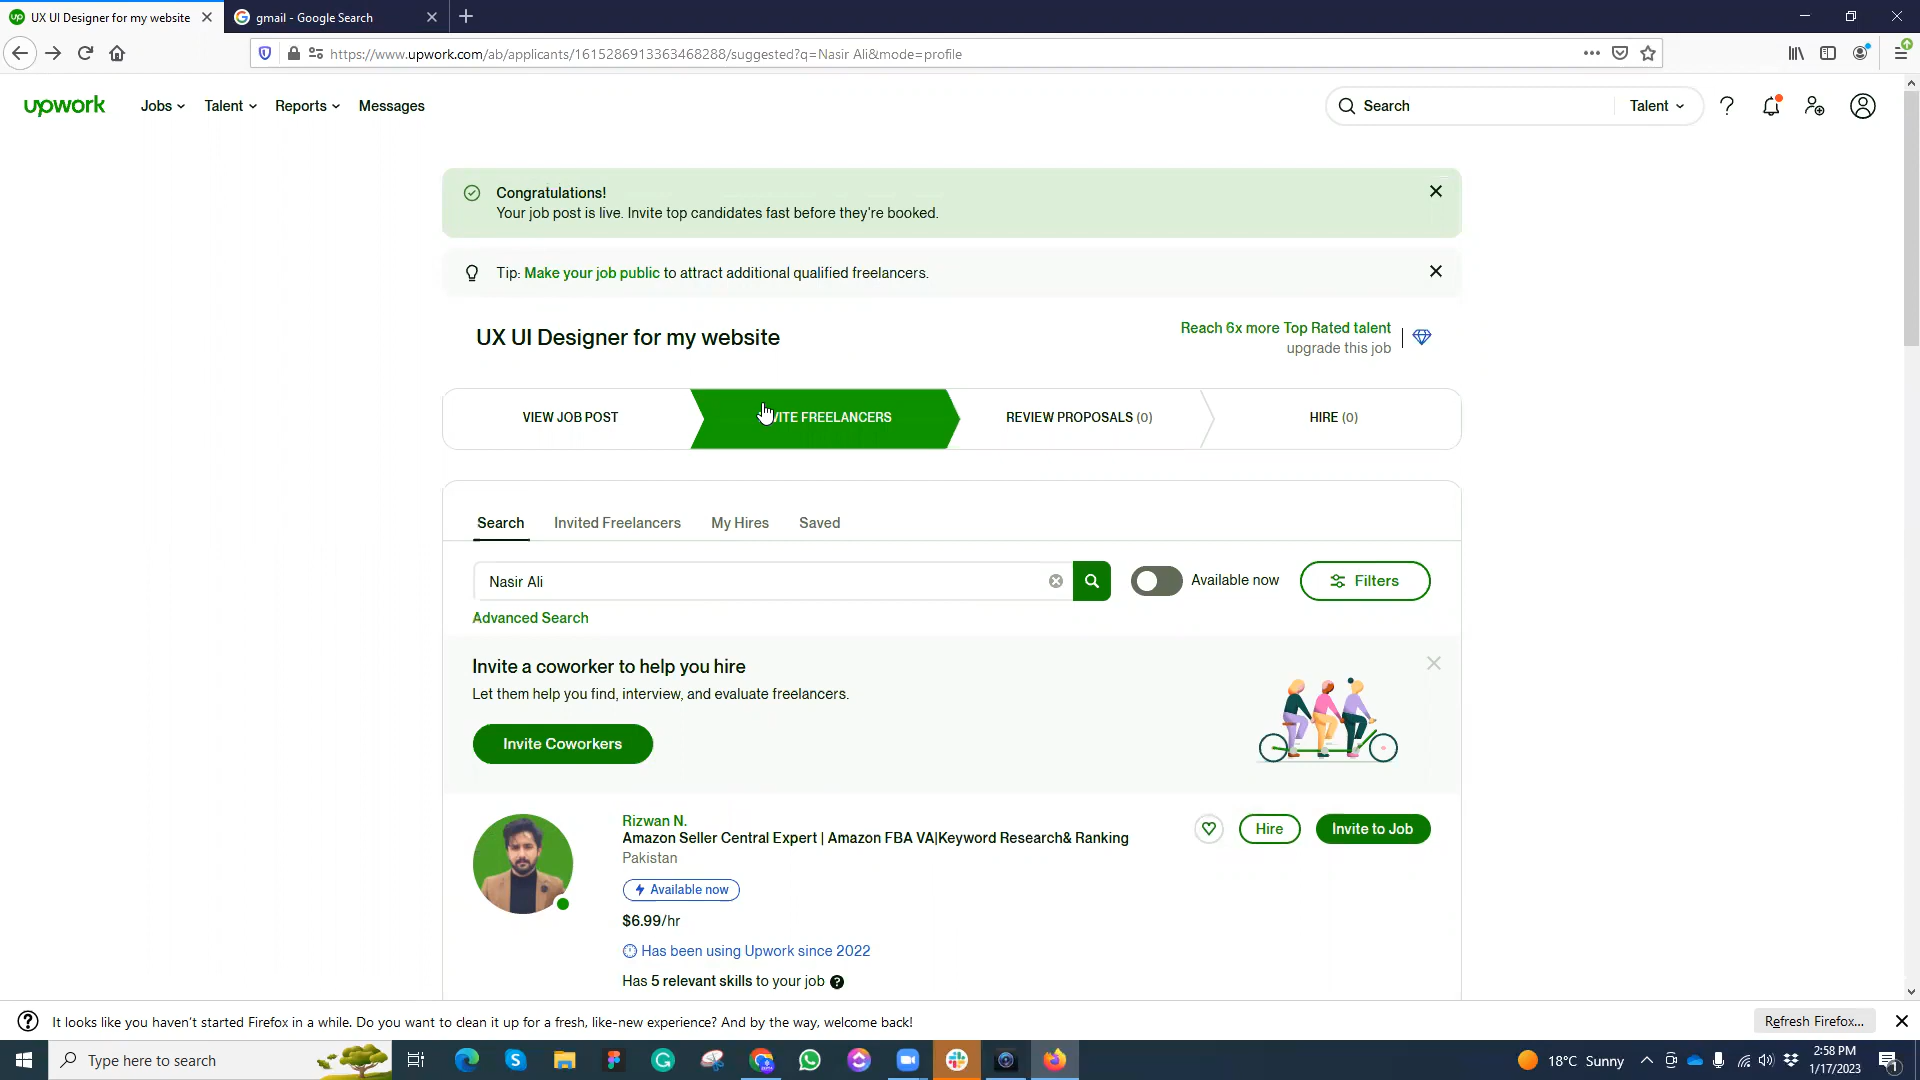 UX UI Designer for my website
gmail - Google Search
https://www.upwork.com/ab/applicants/1615286913363468288/suggested?q=Nasir Ali&mode=profile
upwork
Jobs
Talent
Reports
Messages
Search
Talent
Congratulations!
Your job post is live. Invite top candidates fast before they're booked.
Tip: Make your job public to attract additional qualified freelancers.
UX UI Designer for my website
Reach 6x more Top Rated talent
upgrade this job
VIEW JOB POST
VITE FREELANCERS
REVIEW PROPOSALS (0)
HIRE (0)
Search
Invited Freelancers
My Hires
Saved
Nasir Ali
Available now
Filters
Advanced Search
Invite a coworker to help you hire
Let them help you find, interview, and evaluate freelancers.
Invite Coworkers
Rizwan N.
Amazon Seller Central Expert | Amazon FBA VA|Keyword Research& Ranking
Hire
Invite to Job
Pakistan
Available now
$6.99/hr
Has been using Upwork since 2022
Has 5 relevant skills to your job
It looks like you haven't started Firefox in a while. Do you want to clean it up for a fresh, like-new experience? And by the way, welcome back!
Refresh Firefox...
Type here to search
18°C Sunny
2:58 PM
1/17/2023
1